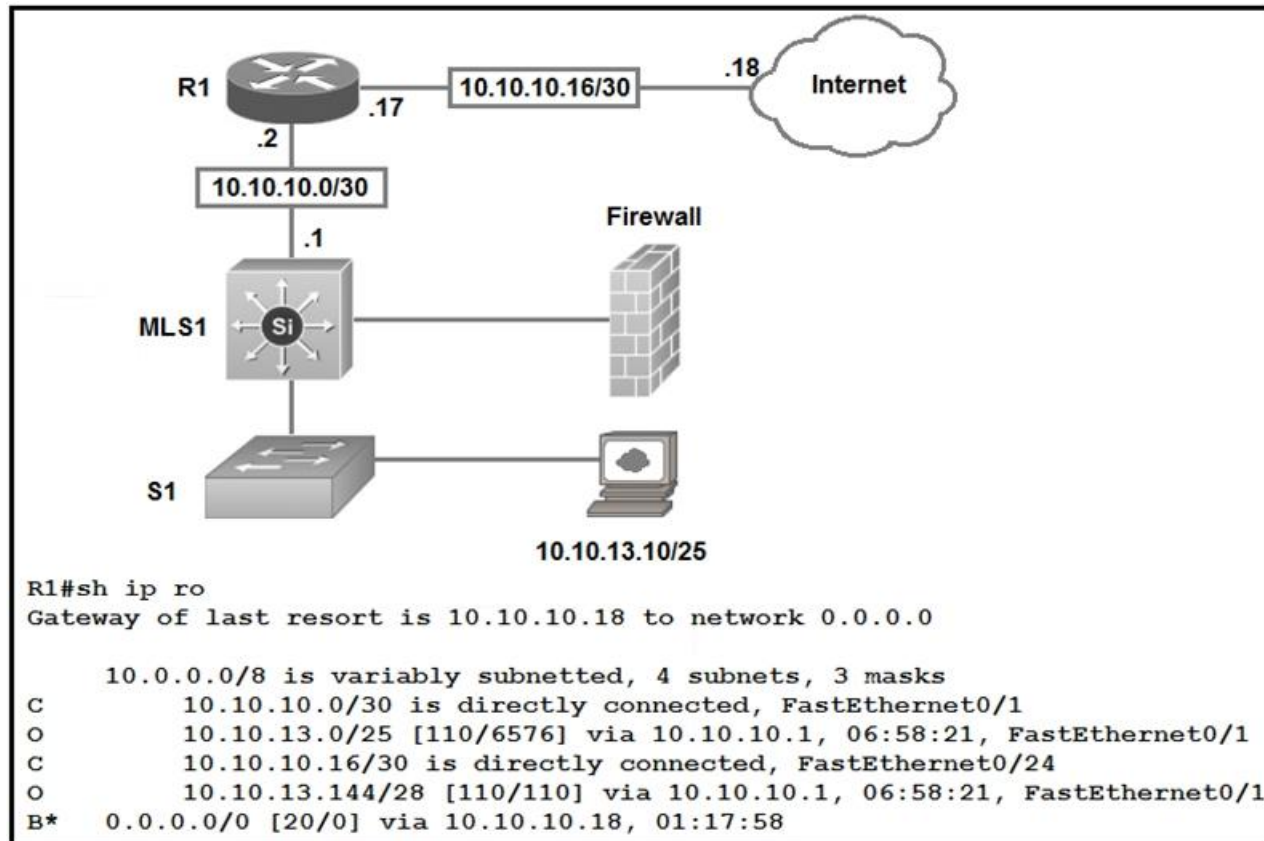 R1
.17
10.10.10.16/30
.18
Internet
.2
10.10.10.0/30
.1
Firewall
MLS1
Si
S1
10.10.13.10/25
R1#sh ip ro
Gateway of last resort is 10.10.10.18 to network 0.0.0.0
10.0.0.0/8 is variably subnetted, 4 subnets, 3 masks
C 10.10.10.0/30 is directly connected, FastEthernet0/1
O 10.10.13.0/25 [110/6576] via 10.10.10.1, 06:58:21, FastEthernet0/1
C 10.10.10.16/30 is directly connected, FastEthernet0/24
O 10.10.13.144/28 [110/110] via 10.10.10.1, 06:58:21, FastEthernet0/1
B* 0.0.0.0/0 [20/0] via 10.10.10.18, 01:17:58